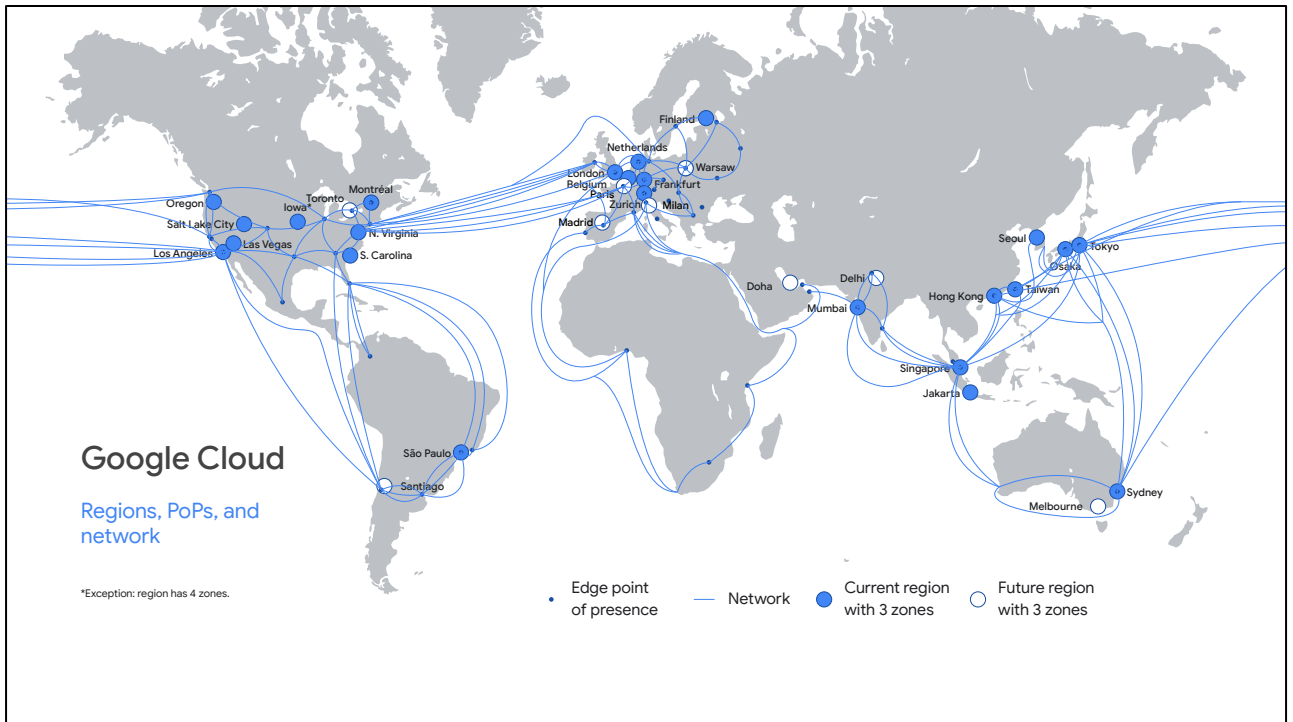 Finland
Netherlands
London
Warsaw
Belgium
Frankfurt
Paris
Zurich
Milan
Madrid
Montréal
Toronto
Oregon
Iowa*
Salt Lake City
N. Virginia
Las Vegas
Los Angeles
S. Carolina
Seoul
Tokyo
Osaka
Doha
Delhi
Taiwan
Hong Kong
Mumbai
Singapore
Jakarta
São Paulo
Santiago
Sydney
Melbourne
Google Cloud
Regions, PoPs, and
network
*Exception: region has 4 zones.
Edge point
of presence
Network
Current region
with 3 zones
Future region
with 3 zones